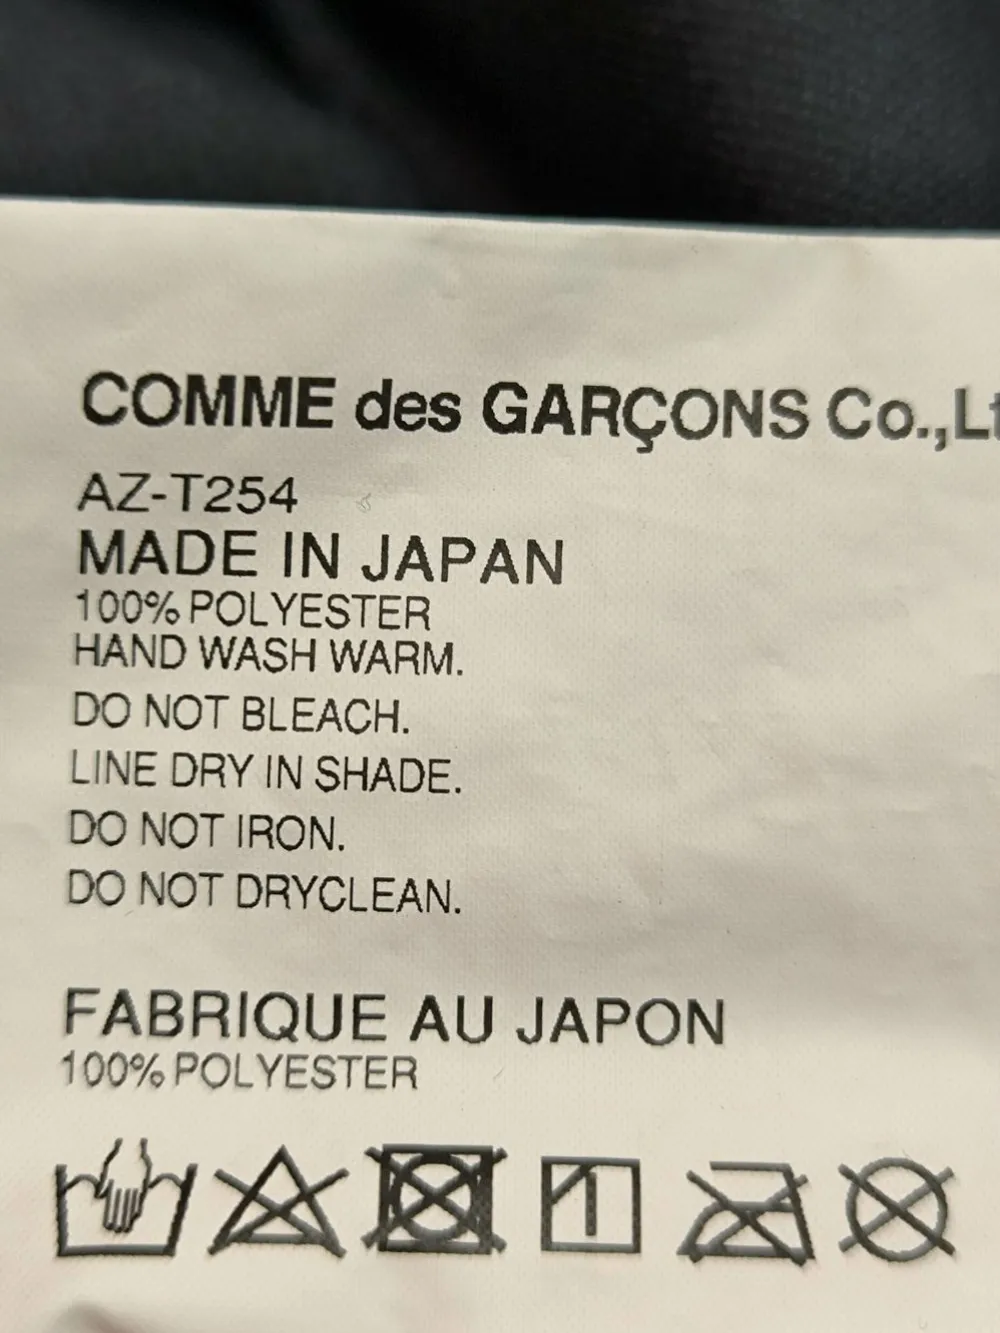 COMME des GARÇONS Co.,Lt
AZ-T254
MADE IN JAPAN
100% POLYESTER
HAND WASH WARM.
DO NOT BLEACH.
LINE DRY IN SHADE.
DO NOT IRON.
DO NOT DRYCLEAN.
FABRIQUE AU JAPON
100% POLYESTER